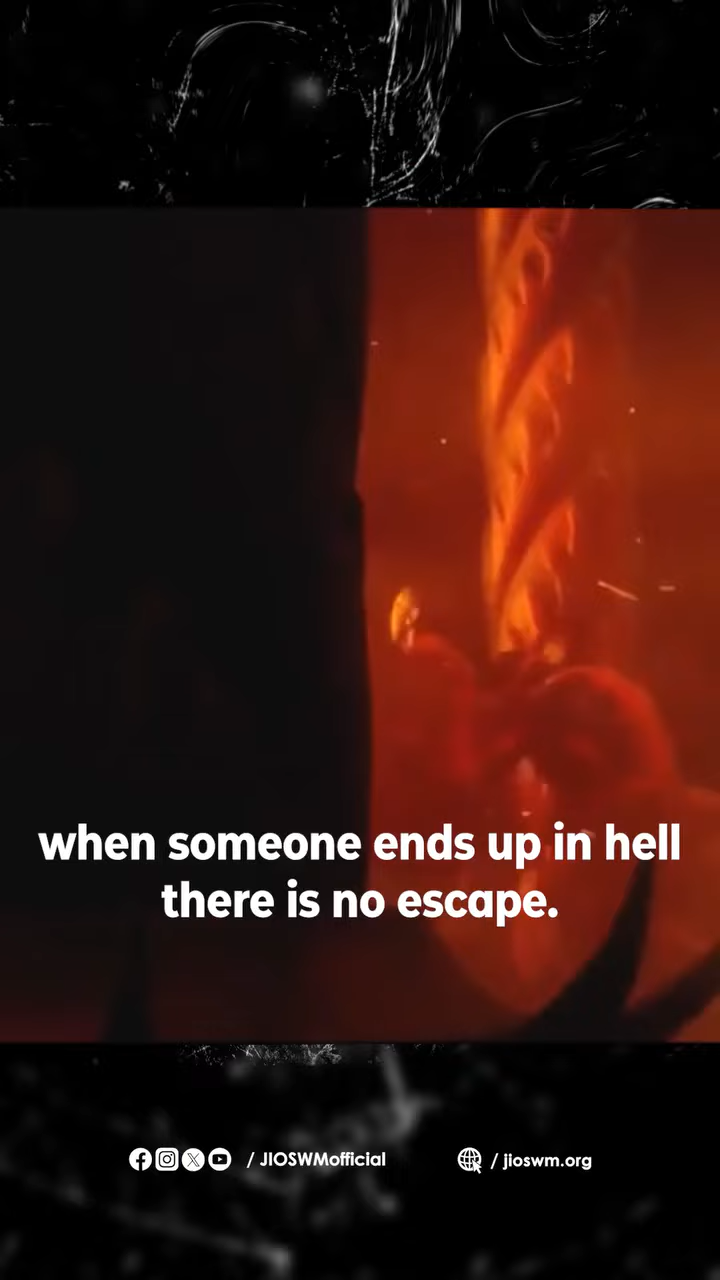 when someone ends up in hell
there is no escape.
/ JIOSWMofficial / jioswm.org